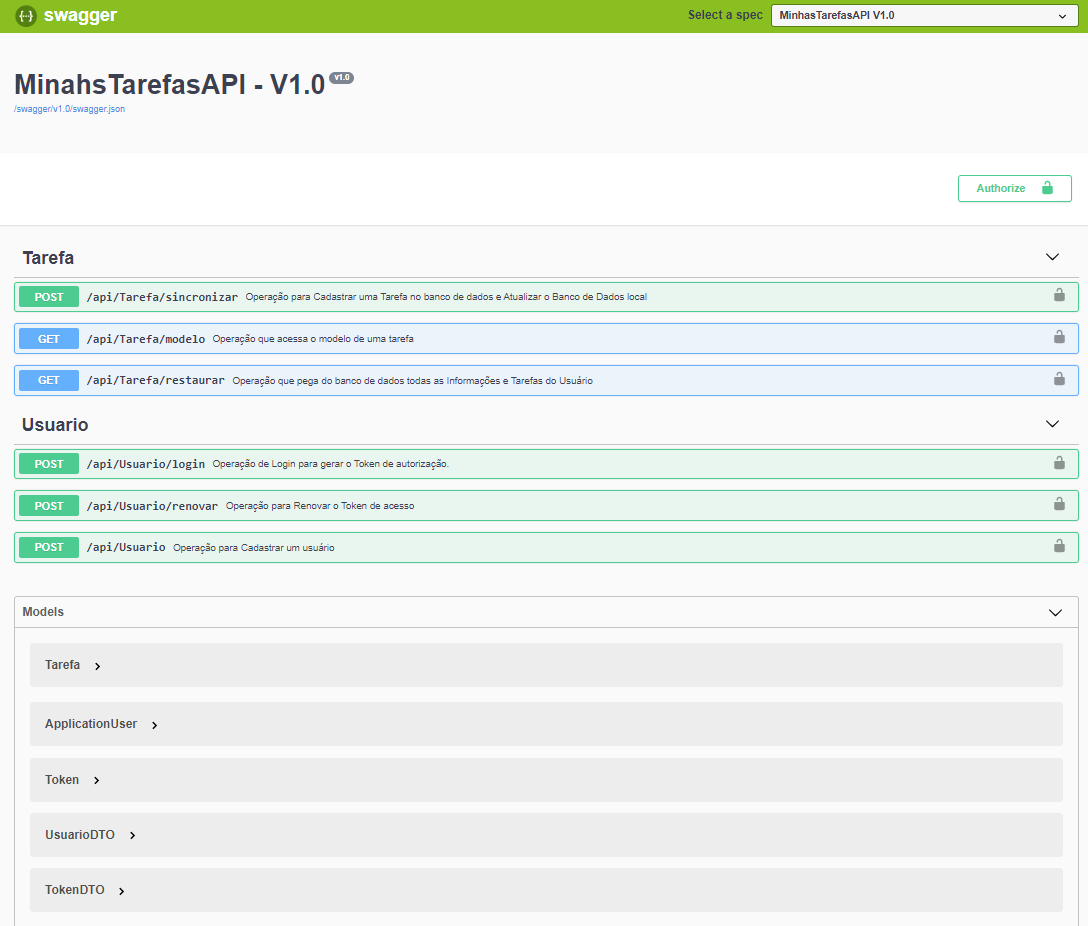 swagger
Select a spec
MinhasTarefasAPI V1.0
MinahsTarefasAPI - V1.0 v1.0
/swagger/v1.0/swagger.json
Authorize
Tarefa
POST /api/Tarefa/sincronizar Operação para Cadastrar uma Tarefa no banco de dados e Atualizar o Banco de Dados local
GET /api/Tarefa/modelo Operação que acessa o modelo de uma tarefa
GET /api/Tarefa/restaurar Operação que pega do banco de dados todas as Informações e Tarefas do Usuário
Usuario
POST /api/Usuario/login Operação de Login para gerar o Token de autorização.
POST /api/Usuario/renovar Operação para Renovar o Token de acesso
POST /api/Usuario Operação para Cadastrar um usuário
Models
Tarefa
ApplicationUser
Token
UsuarioDTO
TokenDTO